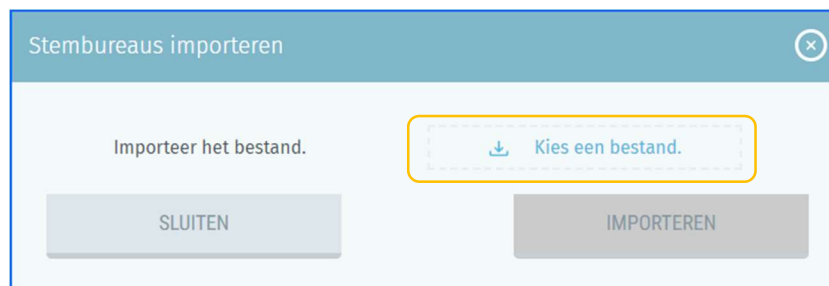 Stembureaus importeren
Importeer het bestand.
Kies een bestand.
SLUITEN
IMPORTEREN